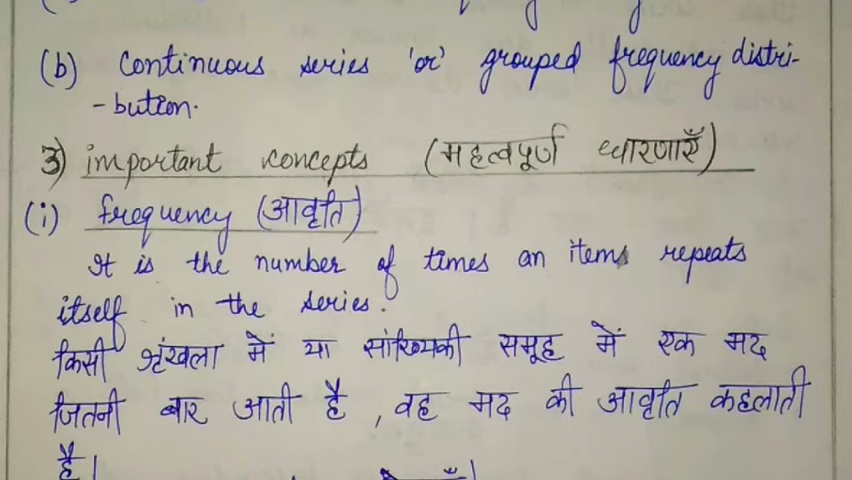 (b) continuous series 'or' grouped frequency distri-
- bution.
3) important concepts (महत्वपूर्ण धारणाएँ)
(i) frequency (आवृति)
It is the number of times an items repeats
itself in the series.
किसी शृंखला में या सांख्यिकी समूह में एक मद
जितनी बार आती है , वह मद की आवृति कहलाती
है।